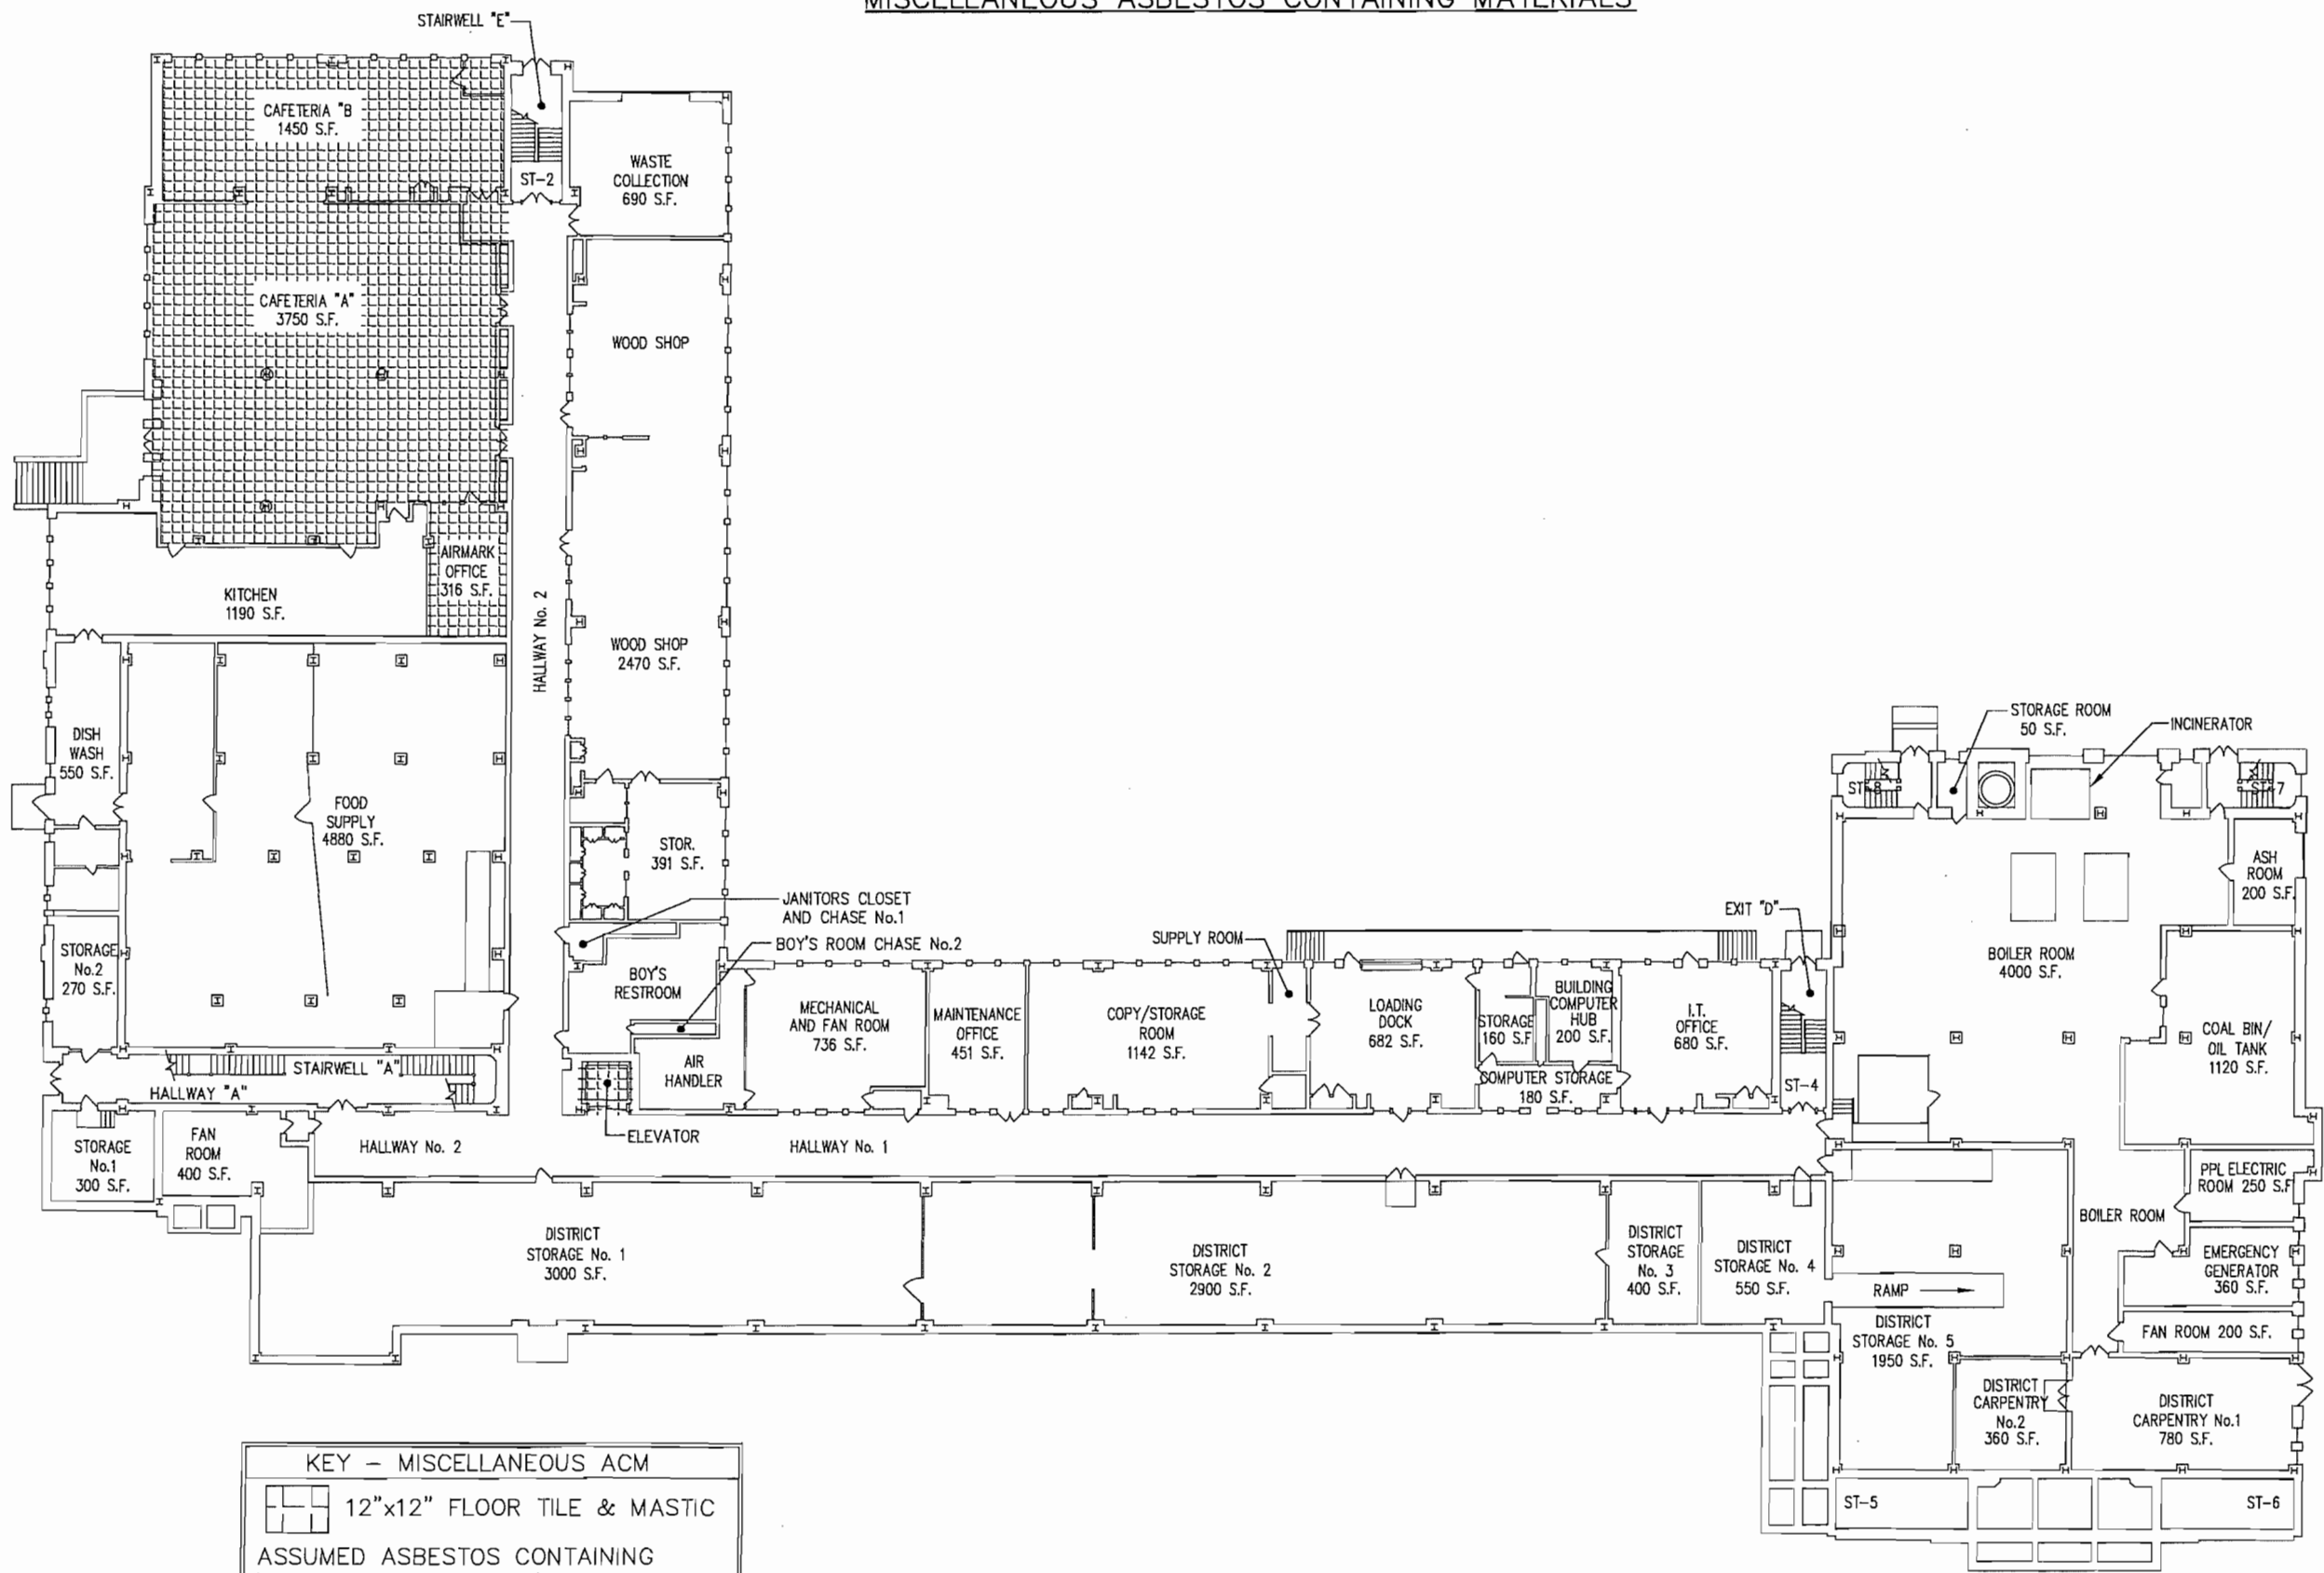 MISCELLANEOUS ASBESTOS CONTAINING MATERIALS
STAIRWELL "E"
CAFETERIA "B
1450 S.F.
ST-2
WASTE
COLLECTION
690 S.F.
CAFETERIA "A"
3750 S.F.
WOOD SHOP
AIRMARK
OFFICE
316 S.F.
KITCHEN
1190 S.F.
HALLWAY No. 2
WOOD SHOP
2470 S.F.
DISH
WASH
550 S.F.
FOOD
SUPPLY
4880 S.F.
STOR.
391 S.F.
STORAGE ROOM
50 S.F.
INCINERATOR
ST-8
ST-7
ASH
ROOM
200 S.F.
JANITORS CLOSET
AND CHASE No.1
BOY'S ROOM CHASE No.2
SUPPLY ROOM
EXIT "D"
STORAGE
No.2
270 S.F.
BOY'S
RESTROOM
MECHANICAL
AND FAN ROOM
736 S.F.
MAINTENANCE
OFFICE
451 S.F.
COPY/STORAGE
ROOM
1142 S.F.
LOADING
DOCK
682 S.F.
STORAGE
160 S.F
BUILDING
COMPUTER
HUB
200 S.F.
I.T.
OFFICE
680 S.F.
BOILER ROOM
4000 S.F.
COAL BIN/
OIL TANK
1120 S.F.
AIR
HANDLER
COMPUTER STORAGE
180 S.F.
ST-4
STAIRWELL "A"
HALLWAY "A"
ELEVATOR
STORAGE
No.1
300 S.F.
FAN
ROOM
400 S.F.
HALLWAY No. 2
HALLWAY No. 1
PPL ELECTRIC
ROOM 250 S.F
BOILER ROOM
DISTRICT
STORAGE No. 1
3000 S.F.
DISTRICT
STORAGE No. 2
2900 S.F.
DISTRICT
STORAGE
No. 3
400 S.F.
DISTRICT
STORAGE No. 4
550 S.F.
EMERGENCY
GENERATOR
360 S.F.
RAMP
DISTRICT
STORAGE No. 5
1950 S.F.
FAN ROOM 200 S.F.
DISTRICT
CARPENTRY
No.2
360 S.F.
DISTRICT
CARPENTRY No.1
780 S.F.
ST-5
ST-6
KEY - MISCELLANEOUS ACM
12"x12" FLOOR TILE & MASTIC
ASSUMED ASBESTOS CONTAINING